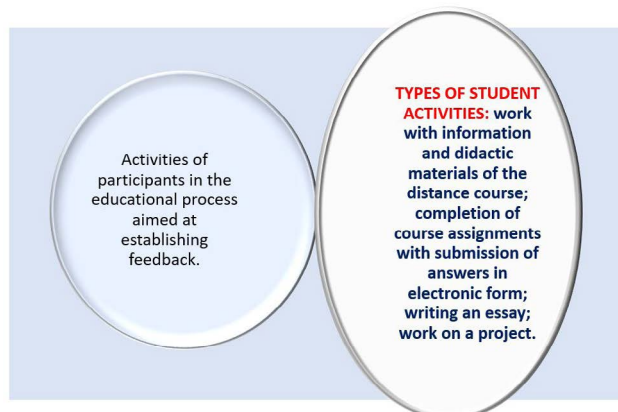 Activities of
participants in the
educational process
aimed at
establishing
feedback.
TYPES OF STUDENT
ACTIVITIES: work
with information
and didactic
materials of the
distance course;
completion of
course assignments
with submission of
answers in
electronic form;
writing an essay;
work on a project.